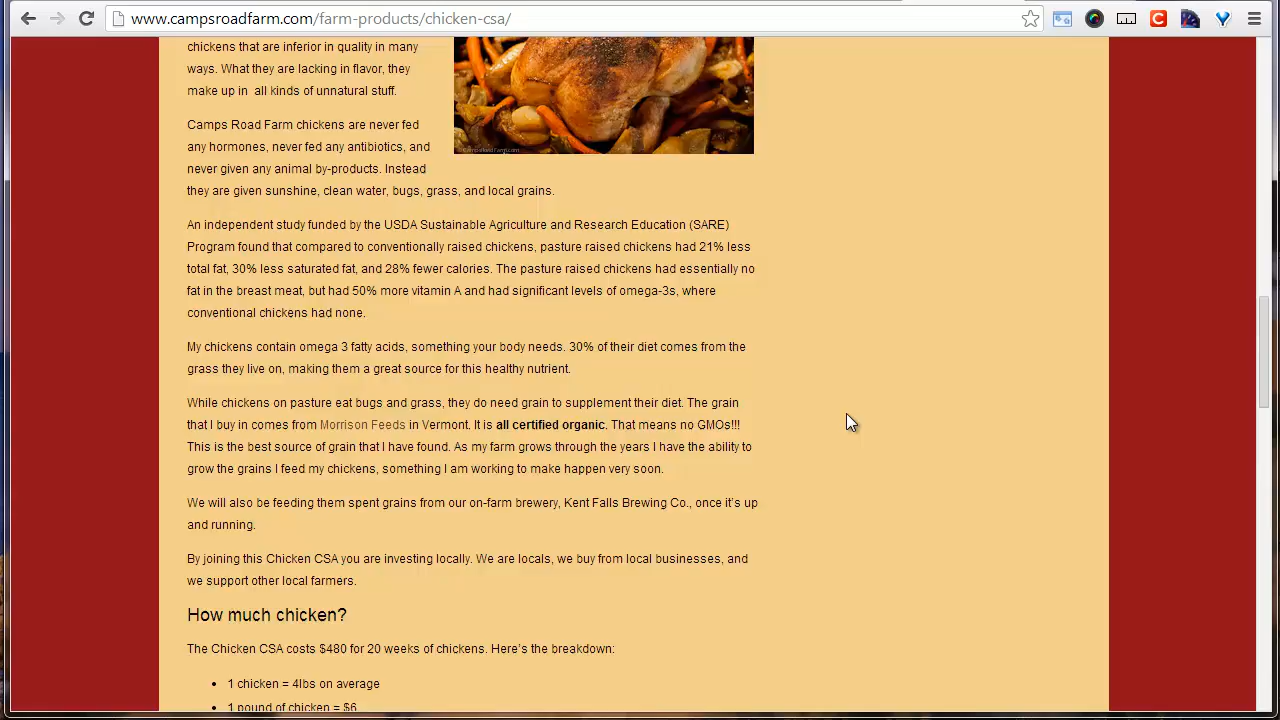 www.campsroadfarm.com/farm-products/chicken-csa/
chickens that are inferior in quality in many
ways. What they are lacking in flavor, they
make up in all kinds of unnatural stuff.
Camps Road Farm chickens are never fed
any hormones, never fed any antibiotics, and
never given any animal by-products. Instead
they are given sunshine, clean water, bugs, grass, and local grains.
An independent study funded by the USDA Sustainable Agriculture and Research Education (SARE)
Program found that compared to conventionally raised chickens, pasture raised chickens had 21% less
total fat, 30% less saturated fat, and 28% fewer calories. The pasture raised chickens had essentially no
fat in the breast meat, but had 50% more vitamin A and had significant levels of omega-3s, where
conventional chickens had none.
My chickens contain omega 3 fatty acids, something your body needs. 30% of their diet comes from the
grass they live on, making them a great source for this healthy nutrient.
While chickens on pasture eat bugs and grass, they do need grain to supplement their diet. The grain
that I buy in comes from Morrison Feeds in Vermont. It is all certified organic. That means no GMOs!!!
This is the best source of grain that I have found. As my farm grows through the years I have the ability to
grow the grains I feed my chickens, something I am working to make happen very soon.
We will also be feeding them spent grains from our on-farm brewery, Kent Falls Brewing Co., once it's up
and running.
By joining this Chicken CSA you are investing locally. We are locals, we buy from local businesses, and
we support other local farmers.
How much chicken?
The Chicken CSA costs $480 for 20 weeks of chickens. Here's the breakdown:
• 1 chicken = 4lbs on average
• 1 pound of chicken = $6